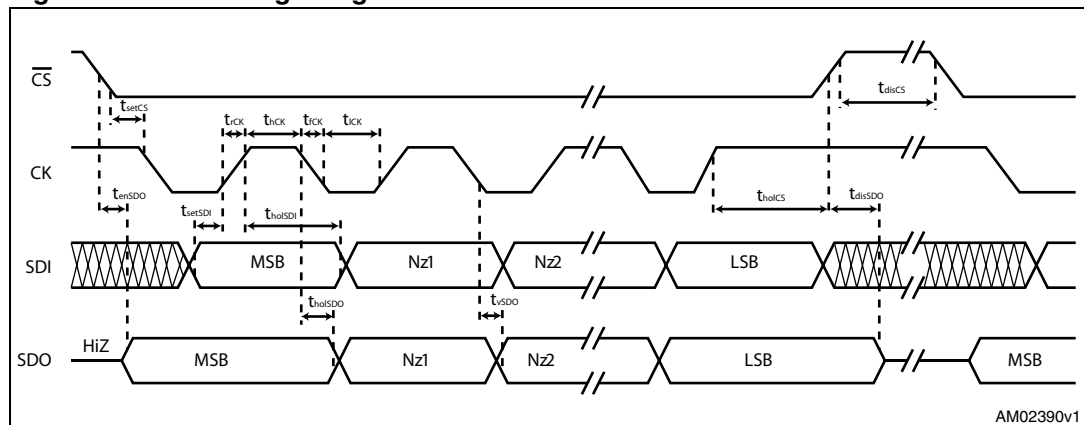 CS
tdisCS
tsetCS
trCK
thCK
tfCK
tlCK
CK
tenSDO
tsetSDI
tholSDI
tholCS
tdisSDO
SDI
MSB
Nz1
Nz2
LSB
tholSDO
tvSDO
HiZ
SDO
MSB
Nz1
Nz2
LSB
MSB
AM02390v1